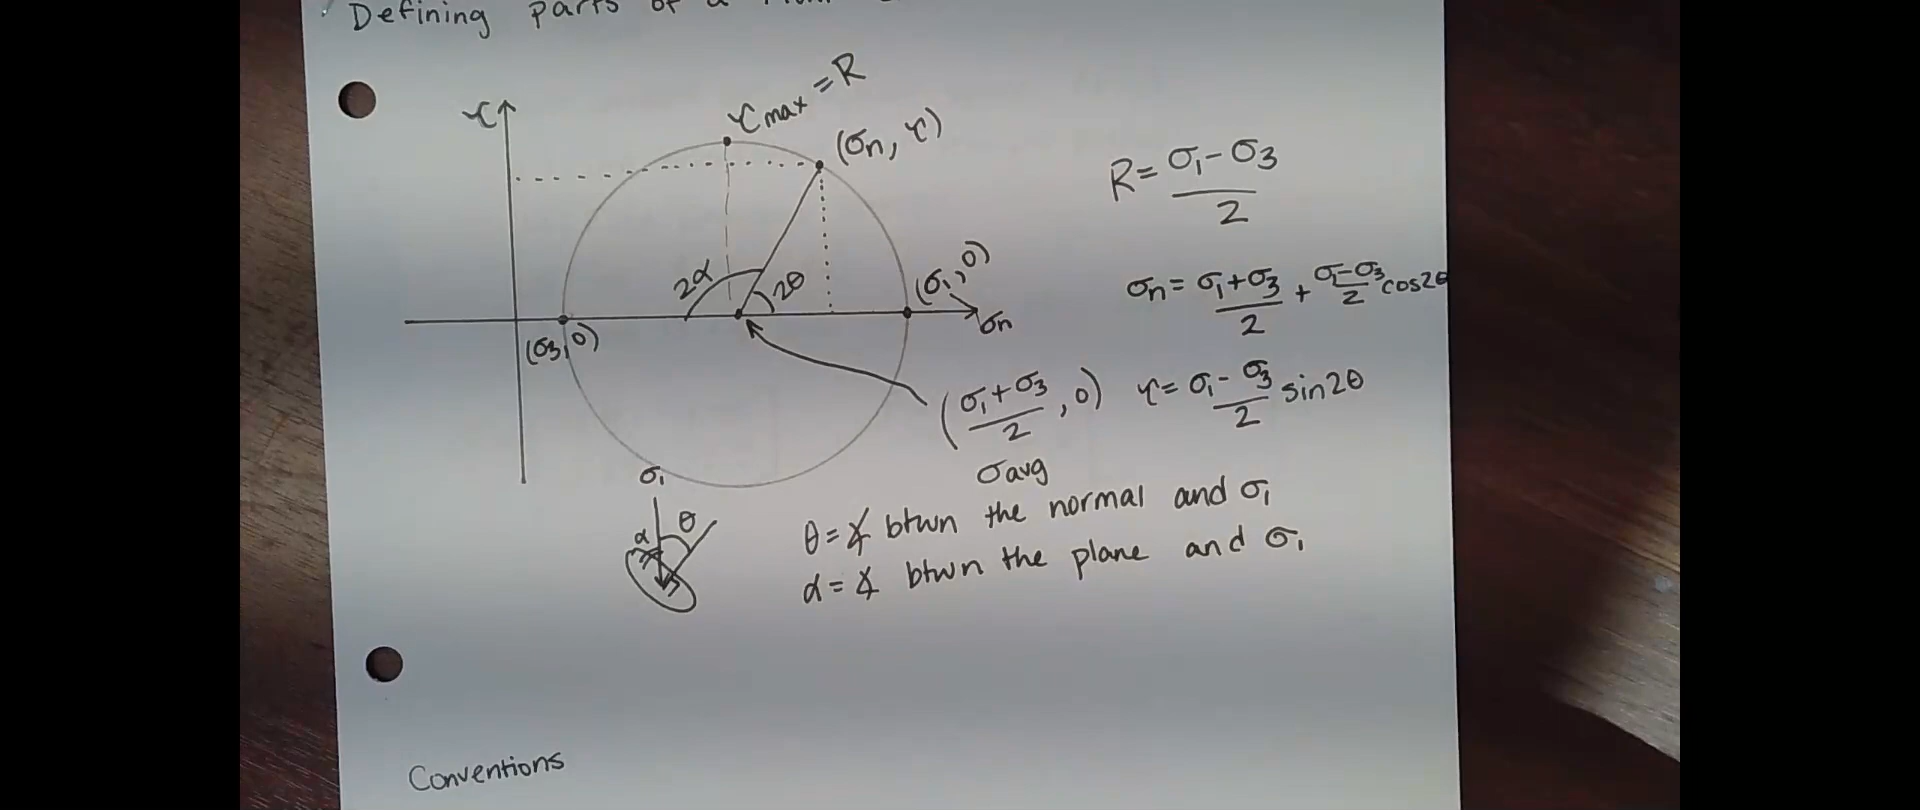 Defining parts of a
τ
τmax = R
(σn, τ)
R = σ₁ - σ₃ / 2
2α
2θ
(σ₁, 0)
σn
(σ₃, 0)
σn = σ₁ + σ₃ / 2 + σ₁ - σ₃ / 2 cos2θ
(σ₁ + σ₃ / 2, 0)
σavg
τ = σ₁ - σ₃ / 2 sin2θ
σ₁
α
θ
θ = ∡ btwn the normal and σ₁
α = ∡ btwn the plane and σ₁
Conventions